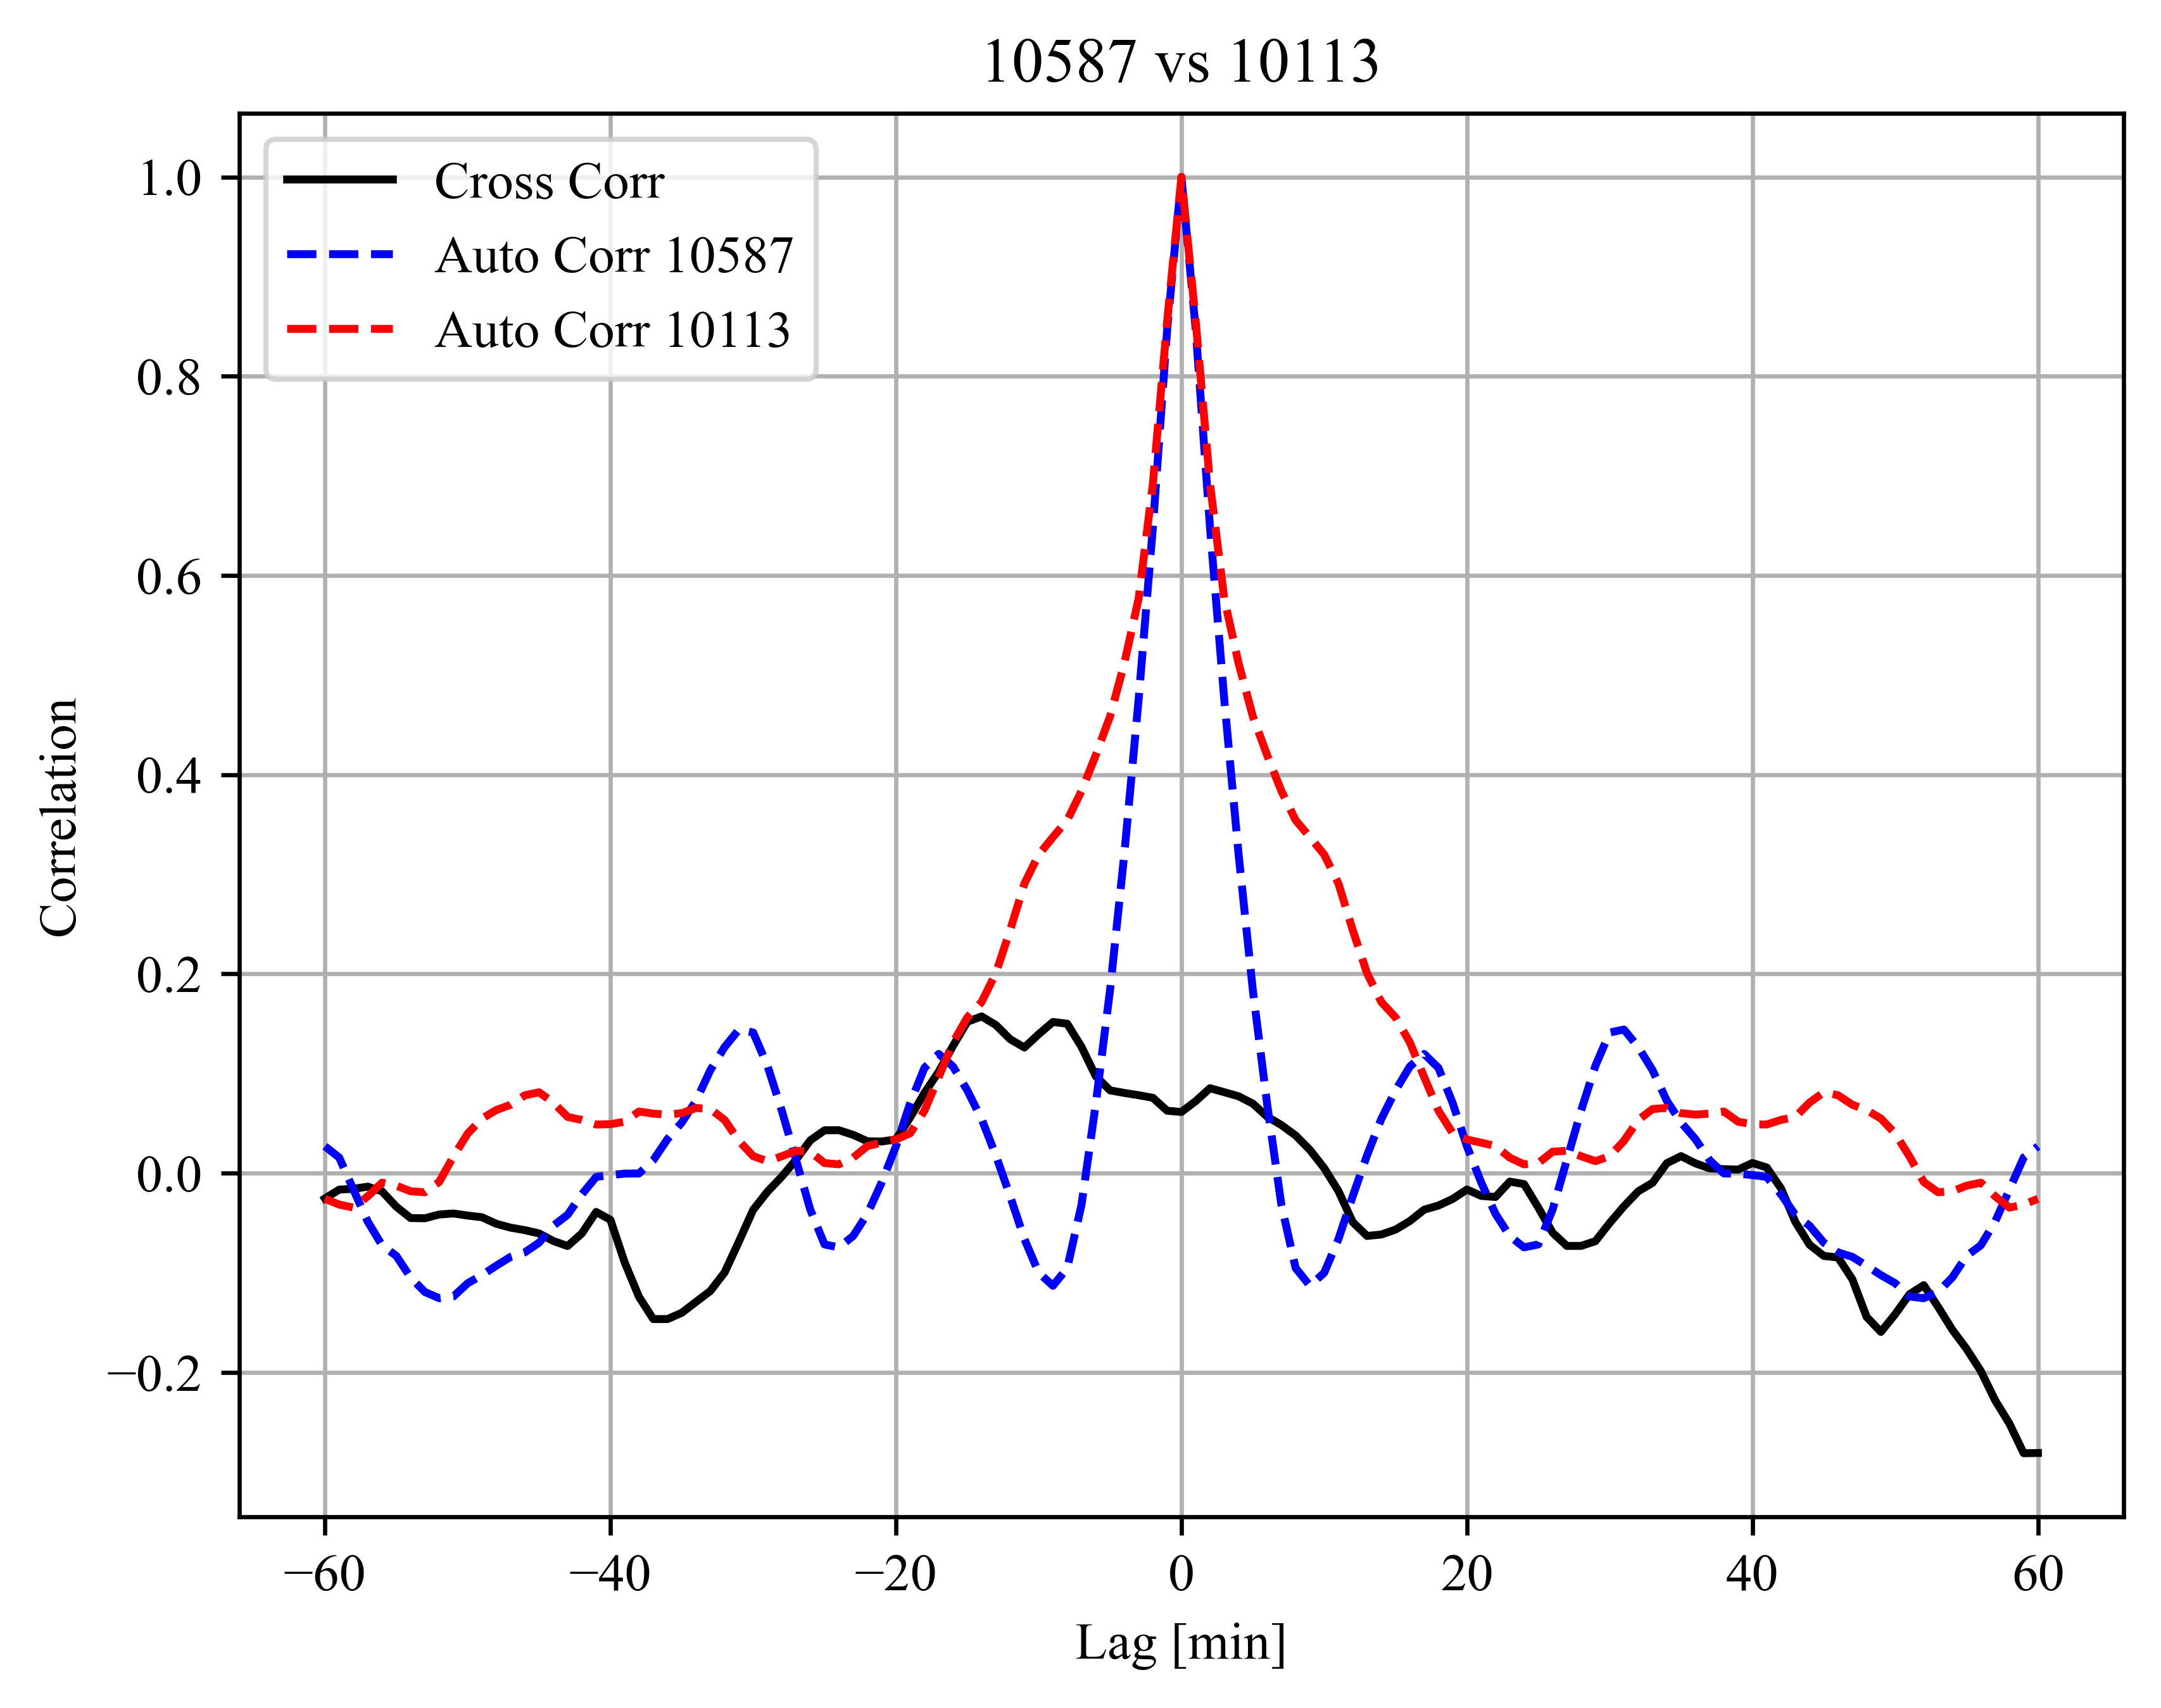 10587 vs 10113
Cross Corr
Auto Corr 10587
Auto Corr 10113
1.0
0.8
0.6
0.4
0.2
0.0
−0.2
Correlation
−60 −40 −20 0 20 40 60
Lag [min]